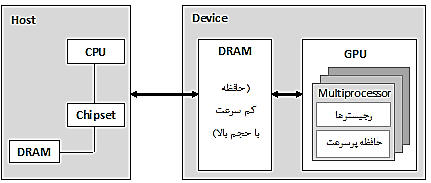 Host
CPU
Chipset
DRAM
Device
DRAM
(حافظه
کم سرعت
با حجم بالا)
GPU
Multiprocessor
رجیسترها
حافظه پرسرعت